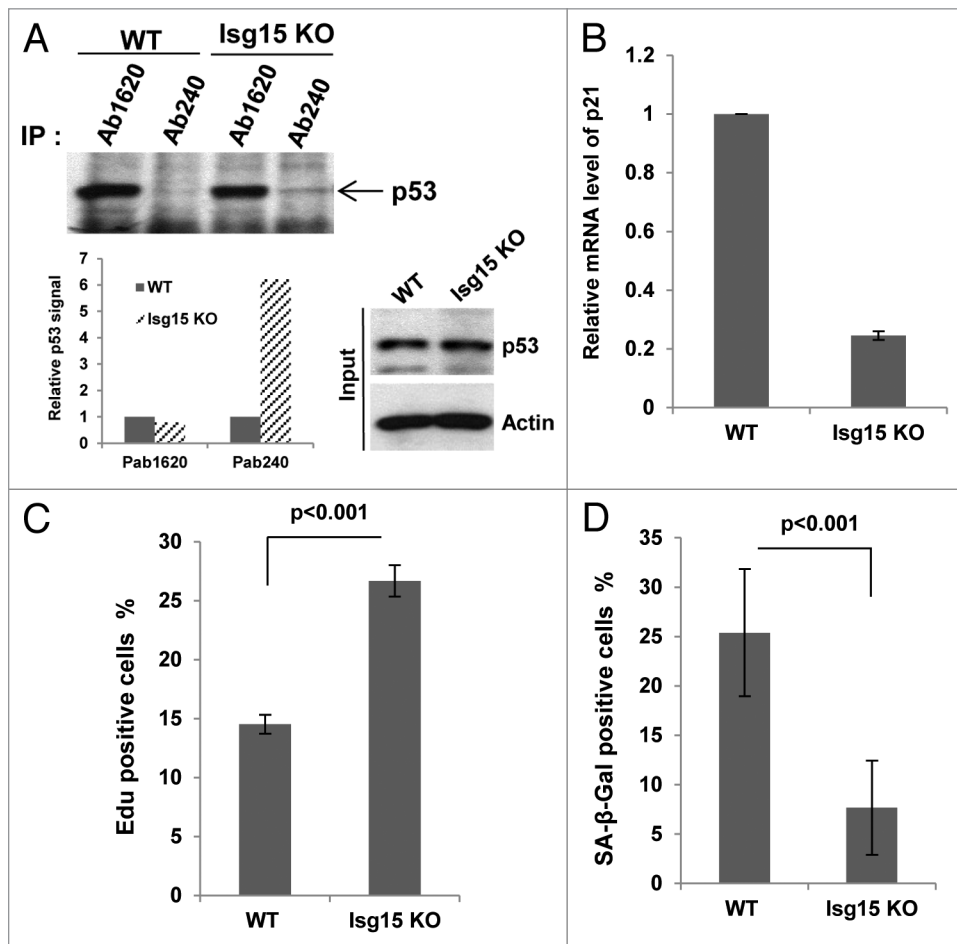 A
WT Isg15 KO
IP : Ab1620 Ab240 Ab1620 Ab240
p53
Relative p53 signal
7
6
5
4
3
2
1
0
WT
Isg15 KO
Pab1620 Pab240
WT Isg15 KO
Input
p53
Actin
B
Relative mRNA level of p21
1.2
1
0.8
0.6
0.4
0.2
0
WT Isg15 KO
C
p<0.001
Edu positive cells %
30
25
20
15
10
5
0
WT Isg15 KO
D
p<0.001
SA-β-Gal positive cells %
35
30
25
20
15
10
5
0
WT Isg15 KO